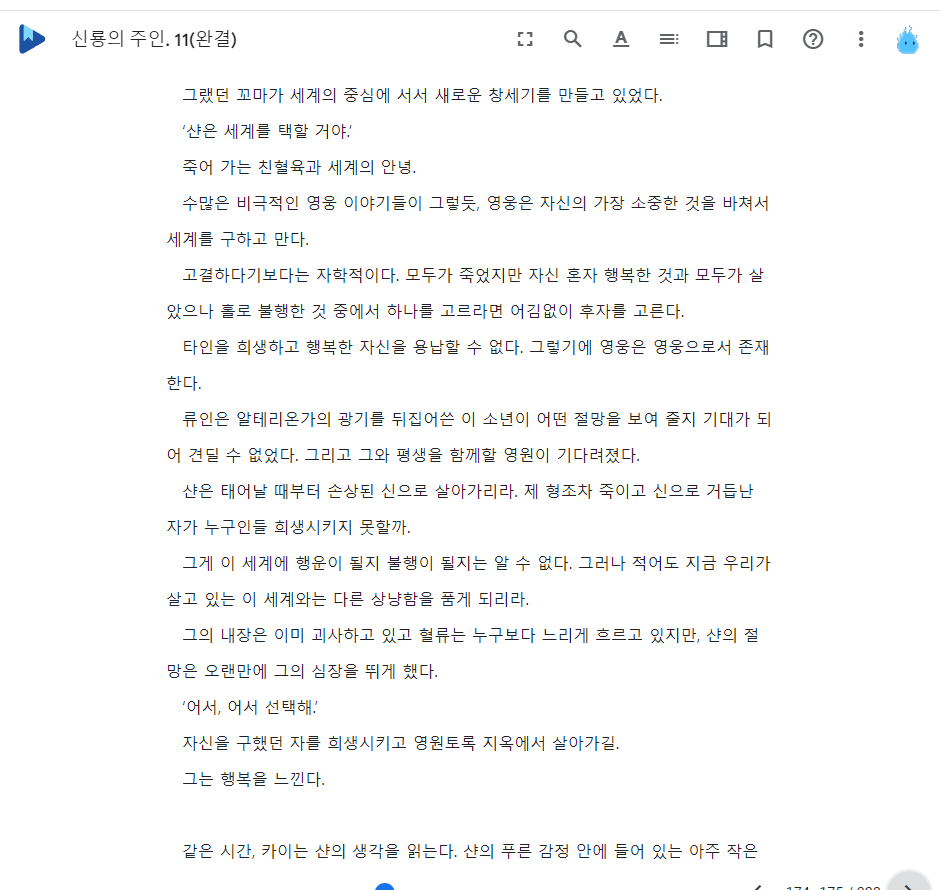 신룡의 주인. 11(완결)
그랬던 꼬마가 세계의 중심에 서서 새로운 창세기를 만들고 있었다.
‘샨은 세계를 택할 거야.’
죽어 가는 친혈육과 세계의 안녕.
수많은 비극적인 영웅 이야기들이 그렇듯, 영웅은 자신의 가장 소중한 것을 바쳐서
세계를 구하고 만다.
고결하다기보다는 자학적이다. 모두가 죽었지만 자신 혼자 행복한 것과 모두가 살
았으나 홀로 불행한 것 중에서 하나를 고르라면 어김없이 후자를 고른다.
타인을 희생하고 행복한 자신을 용납할 수 없다. 그렇기에 영웅은 영웅으로서 존재
한다.
류인은 알테리온가의 광기를 뒤집어쓴 이 소년이 어떤 절망을 보여 줄지 기대가 되
어 견딜 수 없었다. 그리고 그와 평생을 함께할 영원이 기다려졌다.
샨은 태어날 때부터 손상된 신으로 살아가리라. 제 형조차 죽이고 신으로 거듭난
자가 누구인들 희생시키지 못할까.
그게 이 세계에 행운이 될지 불행이 될지는 알 수 없다. 그러나 적어도 지금 우리가
살고 있는 이 세계와는 다른 상냥함을 품게 되리라.
그의 내장은 이미 괴사하고 있고 혈류는 누구보다 느리게 흐르고 있지만, 샨의 절
망은 오랜만에 그의 심장을 뛰게 했다.
‘어서, 어서 선택해.’
자신을 구했던 자를 희생시키고 영원토록 지옥에서 살아가길.
그는 행복을 느낀다.
같은 시간, 카이는 샨의 생각을 읽는다. 샨의 푸른 감정 안에 들어 있는 아주 작은